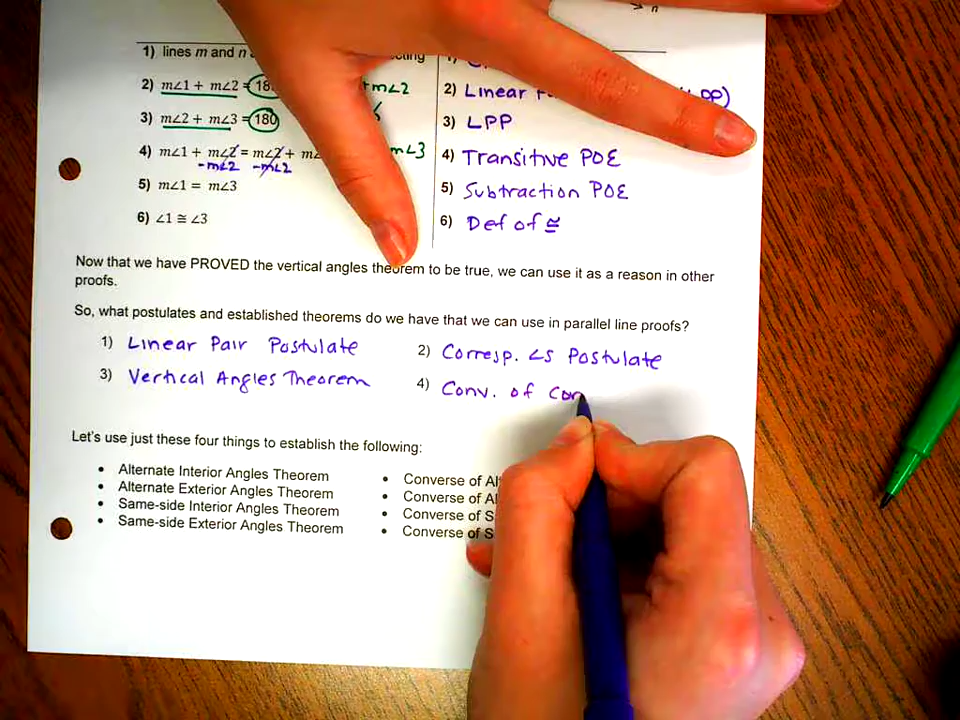 n
1) lines m and n
2) m∠1 + m∠2 = 18 +m∠2 2) Linear
3) m∠2 + m∠3 = 180 3) LPP
4) m∠1 + m∠2 = m∠2 + m∠3 4) Transitive POE
-m∠2 -m∠2
5) m∠1 = m∠3 5) Subtraction POE
6) ∠1 ≅ ∠3 6) Def of ≅
Now that we have PROVED the vertical angles theorem to be true, we can use it as a reason in other
proofs.
So, what postulates and established theorems do we have that we can use in parallel line proofs?
1) Linear Pair Postulate 2) Corresp. ∠s Postulate
3) Vertical Angles Theorem 4) Conv. of Cor
Let's use just these four things to establish the following:
• Alternate Interior Angles Theorem • Converse of Al
• Alternate Exterior Angles Theorem • Converse of Al
• Same-side Interior Angles Theorem • Converse of S
• Same-side Exterior Angles Theorem • Converse of S